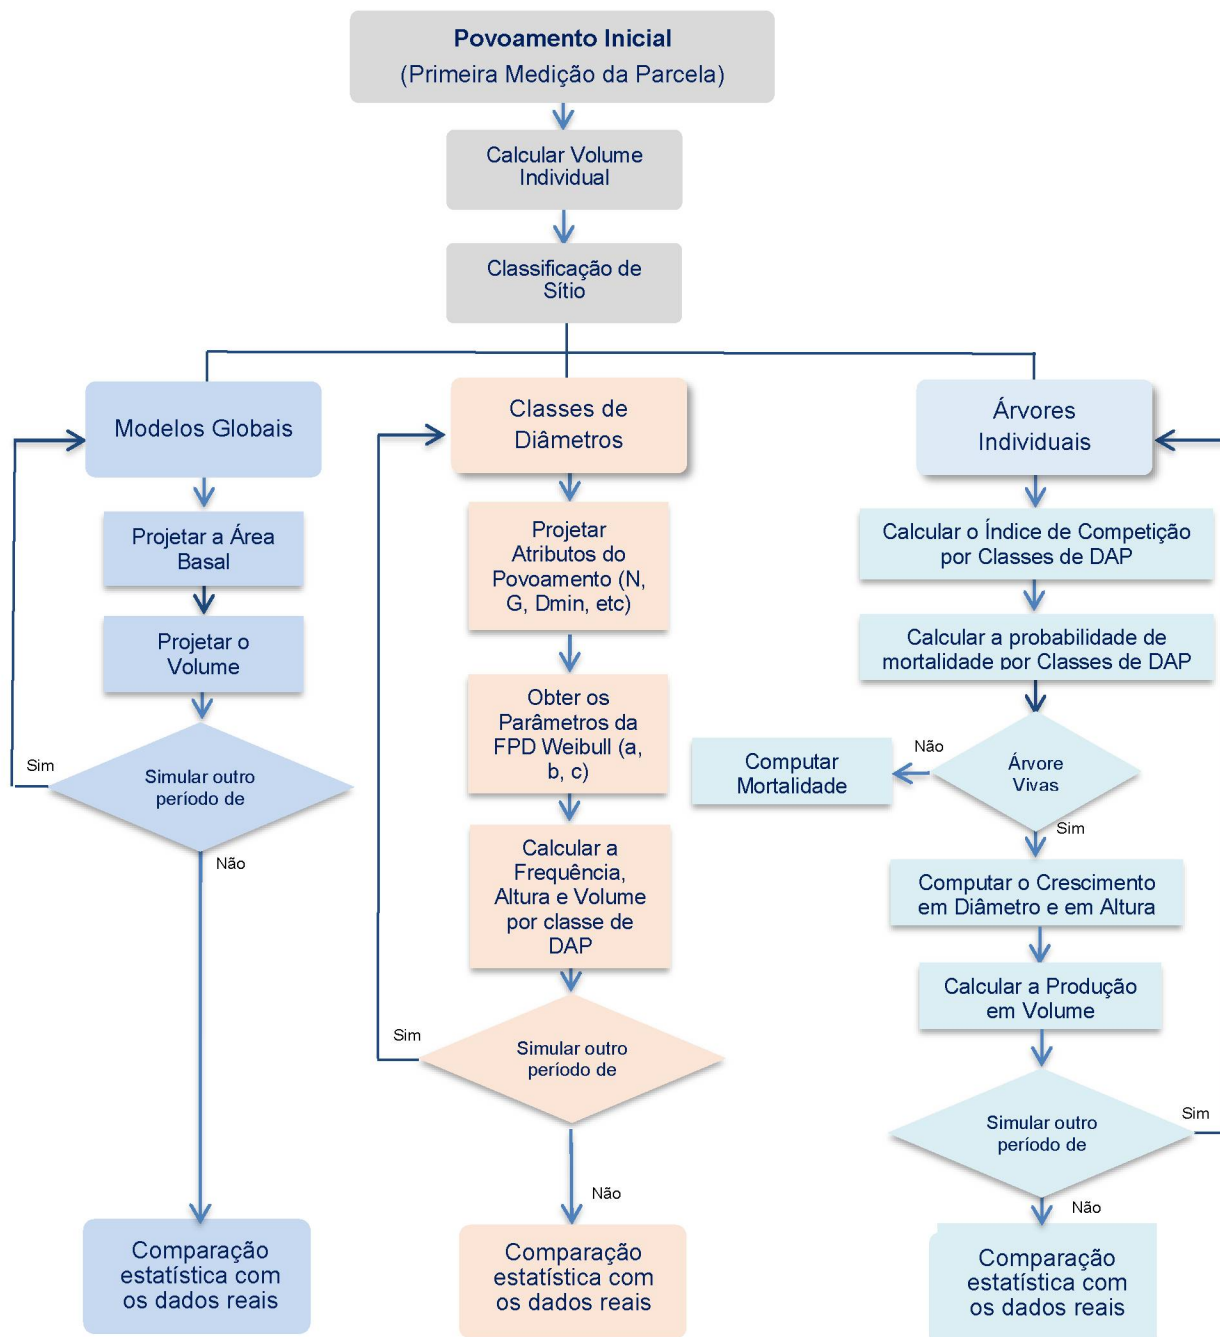 Povoamento Inicial
(Primeira Medição da Parcela)
Calcular Volume
Individual
Classificação de
Sítio
Modelos Globais
Projetar a Área
Basal
Projetar o
Volume
Sim
Simular outro
período de
Não
Comparação
estatística com
os dados reais
Classes de
Diâmetros
Projetar
Atributos do
Povoamento (N,
G, Dmin, etc)
Obter os
Parâmetros da
FPD Weibull (a,
b, c)
Calcular a
Frequência,
Altura e Volume
por classe de
DAP
Sim
Simular outro
período de
Não
Comparação
estatística com
os dados reais
Árvores
Individuais
Calcular o Índice de Competição
por Classes de DAP
Calcular a probabilidade de
mortalidade por Classes de DAP
Não
Computar
Mortalidade
Árvore
Vivas
Sim
Computar o Crescimento
em Diâmetro e em Altura
Calcular a Produção
em Volume
Simular outro
período de
Sim
Não
Comparação
estatística com
os dados reais